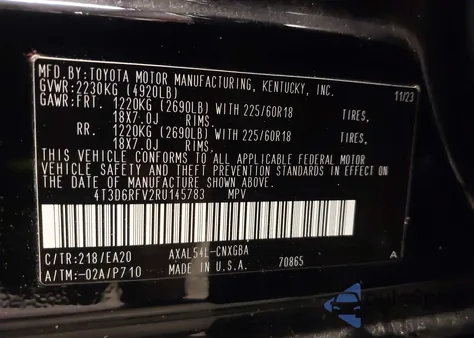 MFD.BY:TOYOTA MOTOR MANUFACTURING, KENTUCKY, INC.
GVWR:2230KG (4920LB) 11/23
GAWR:FRT. 1220KG (2690LB) WITH 225/60R18 TIRES,
18X7.0J RIMS,
RR. 1220KG (2690LB) WITH 225/60R18 TIRES,
18X7.0J RIMS.
THIS VEHICLE CONFORMS TO ALL APPLICABLE FEDERAL MOTOR
VEHICLE SAFETY AND THEFT PREVENTION STANDARDS IN EFFECT ON THE
DATE OF MANUFACTURE SHOWN ABOVE.
4T3D6RFV2RU145783 MPV
C/TR:218/EA20 AXAL54L-CNXGBA
A/TM:-02A/P710 MADE IN U.S.A. 70865 A